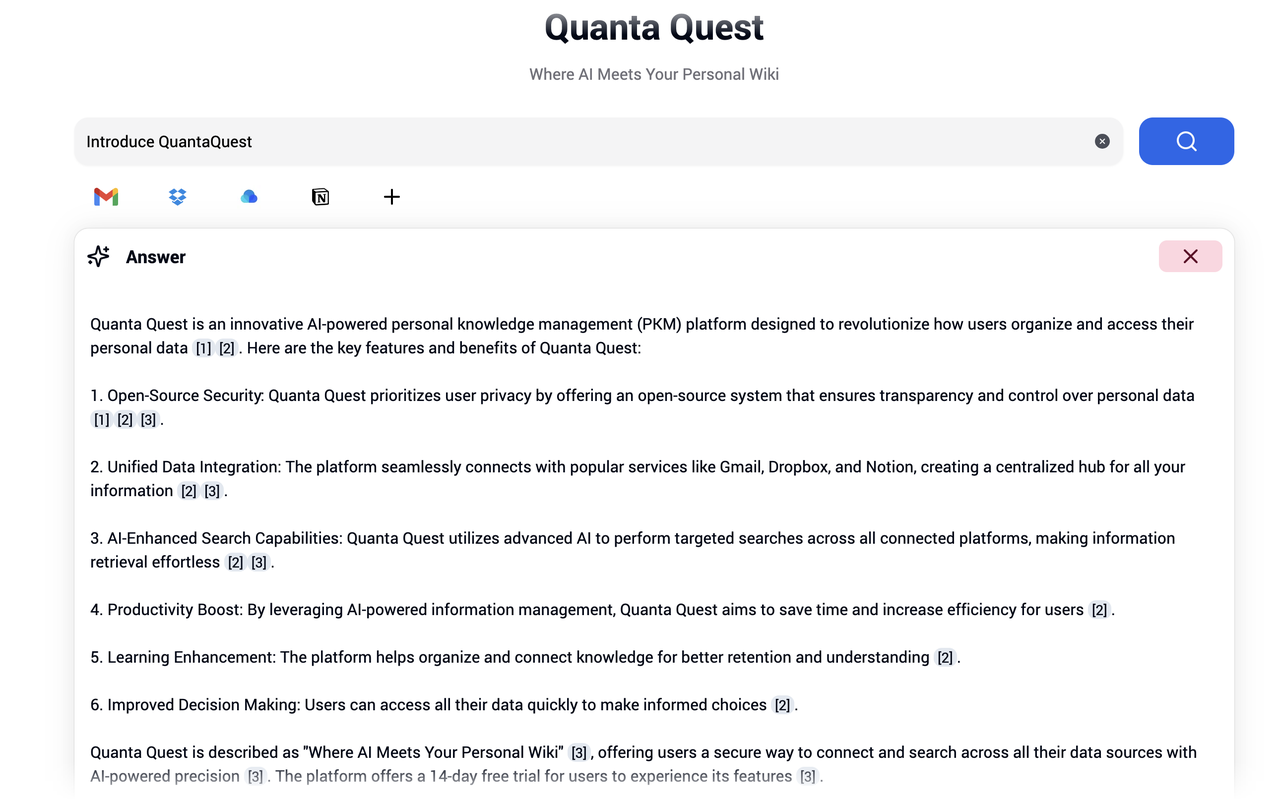 Quanta Quest
Where AI Meets Your Personal Wiki
Introduce QuantaQuest
N
Answer
Quanta Quest is an innovative AI-powered personal knowledge management (PKM) platform designed to revolutionize how users organize and access their
personal data [1] [2] . Here are the key features and benefits of Quanta Quest:
1. Open-Source Security: Quanta Quest prioritizes user privacy by offering an open-source system that ensures transparency and control over personal data
[1] [2] [3] .
2. Unified Data Integration: The platform seamlessly connects with popular services like Gmail, Dropbox, and Notion, creating a centralized hub for all your
information [2] [3] .
3. AI-Enhanced Search Capabilities: Quanta Quest utilizes advanced AI to perform targeted searches across all connected platforms, making information
retrieval effortless [2] [3] .
4. Productivity Boost: By leveraging AI-powered information management, Quanta Quest aims to save time and increase efficiency for users [2] .
5. Learning Enhancement: The platform helps organize and connect knowledge for better retention and understanding [2] .
6. Improved Decision Making: Users can access all their data quickly to make informed choices [2] .
Quanta Quest is described as "Where AI Meets Your Personal Wiki" [3] , offering users a secure way to connect and search across all their data sources with
AI-powered precision [3] . The platform offers a 14-day free trial for users to experience its features [3] .